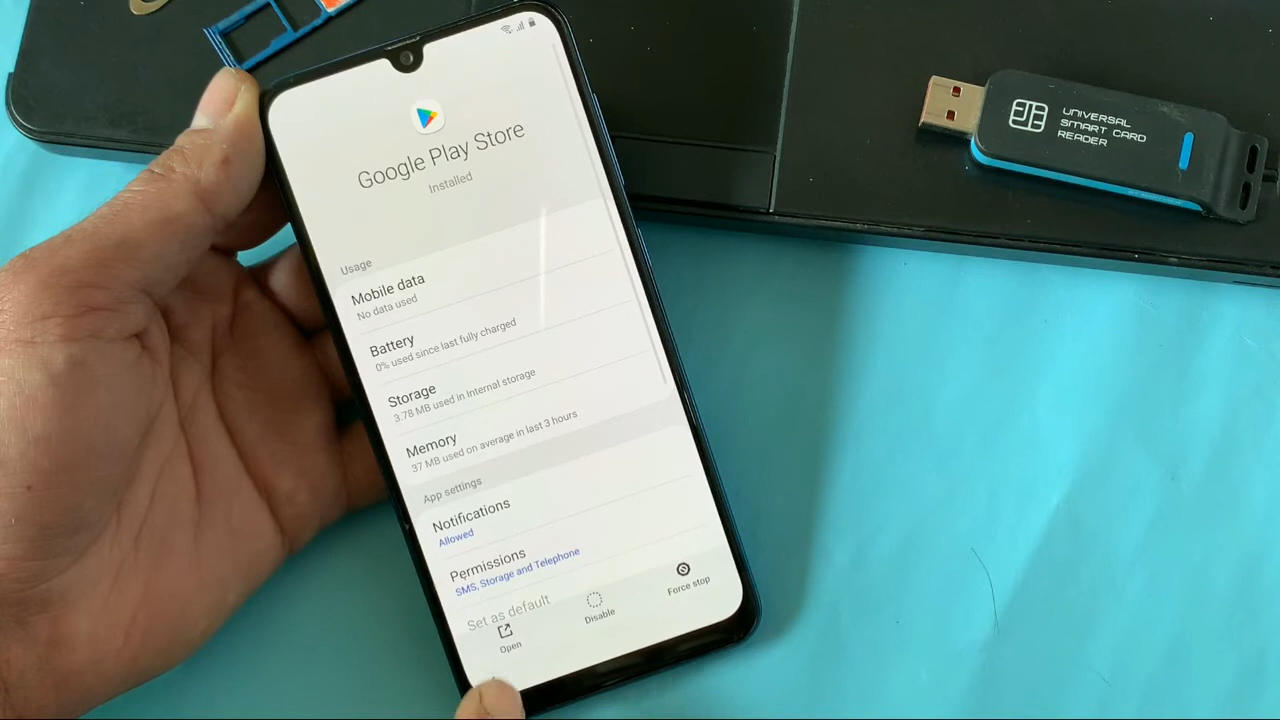 Google Play Store
Installed
Usage
Mobile data
No data used
Battery
0% used since last fully charged
Storage
3.78 MB used in Internal storage
Memory
37 MB used on average in last 3 hours
App settings
Notifications
Allowed
Permissions
SMS, Storage and Telephone
Set as default
Open
Disable
Force stop
UNIVERSAL
SMART CARD
READER